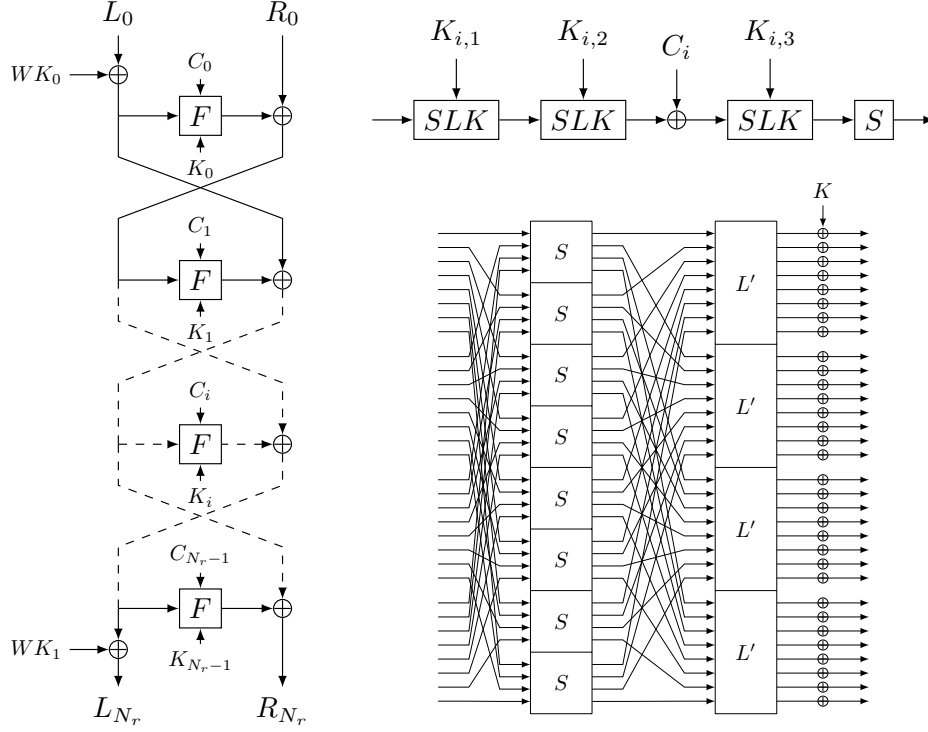 L_0 R_0
WK_0 C_0
F
K_0
C_1
F
K_1
C_i
F
K_i
C_{N_r-1}
F
WK_1 K_{N_r-1}
L_{N_r} R_{N_r}
K_{i,1} K_{i,2} C_i K_{i,3}
SLK SLK SLK S
K
S
S
S
S
S
S
S
S
L'
L'
L'
L'